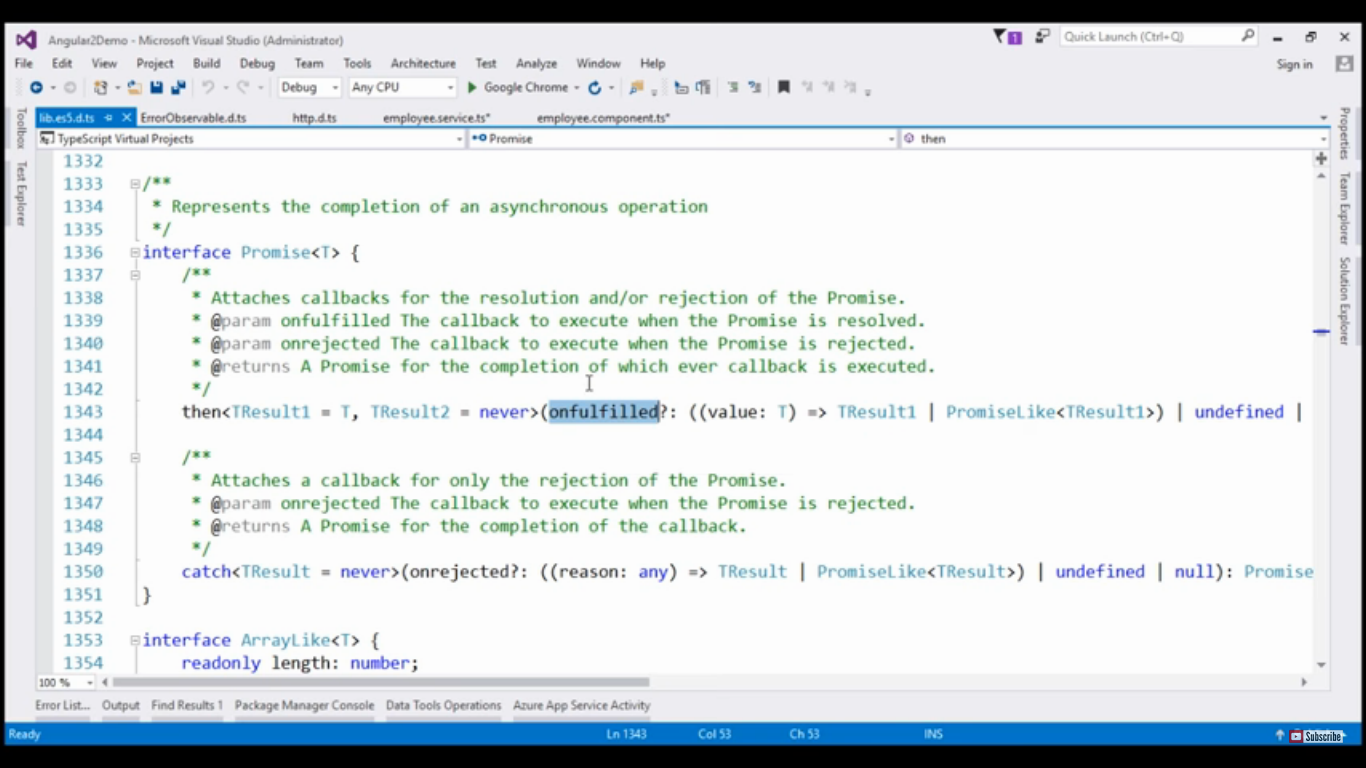 Angular2Demo - Microsoft Visual Studio (Administrator)
1
Quick Launch (Ctrl+Q)
File Edit View Project Build Debug Team Tools Architecture Test Analyze Window Help
Sign in
Debug Any CPU Google Chrome
Toolbox
Test Explorer
lib.es5.d.ts ErrorObservable.d.ts http.d.ts employee.service.ts* employee.component.ts*
TypeScript Virtual Projects Promise then
1332
1333 /**
1334 * Represents the completion of an asynchronous operation
1335 */
1336 interface Promise<T> {
1337 /**
1338 * Attaches callbacks for the resolution and/or rejection of the Promise.
1339 * @param onfulfilled The callback to execute when the Promise is resolved.
1340 * @param onrejected The callback to execute when the Promise is rejected.
1341 * @returns A Promise for the completion of which ever callback is executed.
1342 */
1343 then<TResult1 = T, TResult2 = never>(onfulfilled?: ((value: T) => TResult1 | PromiseLike<TResult1>) | undefined |
1344
1345 /**
1346 * Attaches a callback for only the rejection of the Promise.
1347 * @param onrejected The callback to execute when the Promise is rejected.
1348 * @returns A Promise for the completion of the callback.
1349 */
1350 catch<TResult = never>(onrejected?: ((reason: any) => TResult | PromiseLike<TResult>) | undefined | null): Promise
1351 }
1352
1353 interface ArrayLike<T> {
1354 readonly length: number;
Properties
Team Explorer
Solution Explorer
100 %
Error List... Output Find Results 1 Package Manager Console Data Tools Operations Azure App Service Activity
Ready Ln 1343 Col 53 Ch 53 INS
Subscribe